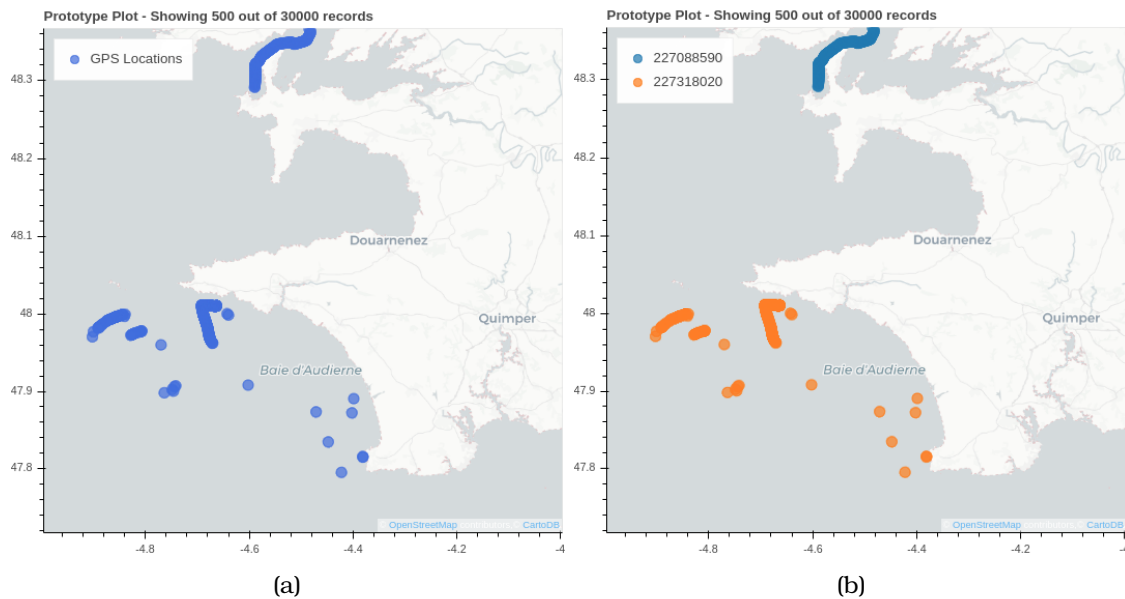 Prototype Plot - Showing 500 out of 30000 records
GPS Locations
48.3
48.2
48.1
48
47.9
47.8
Douarnenez
Quimper
Baie d'Audierne
© OpenStreetMap contributors,© CartoDB
-4.8
-4.6
-4.4
-4.2
-4
(a)
Prototype Plot - Showing 500 out of 30000 records
227088590
227318020
48.3
48.2
48.1
48
47.9
47.8
Douarnenez
Quimper
Baie d'Audierne
© OpenStreetMap contributors,© CartoDB
-4.8
-4.6
-4.4
-4.2
-4
(b)